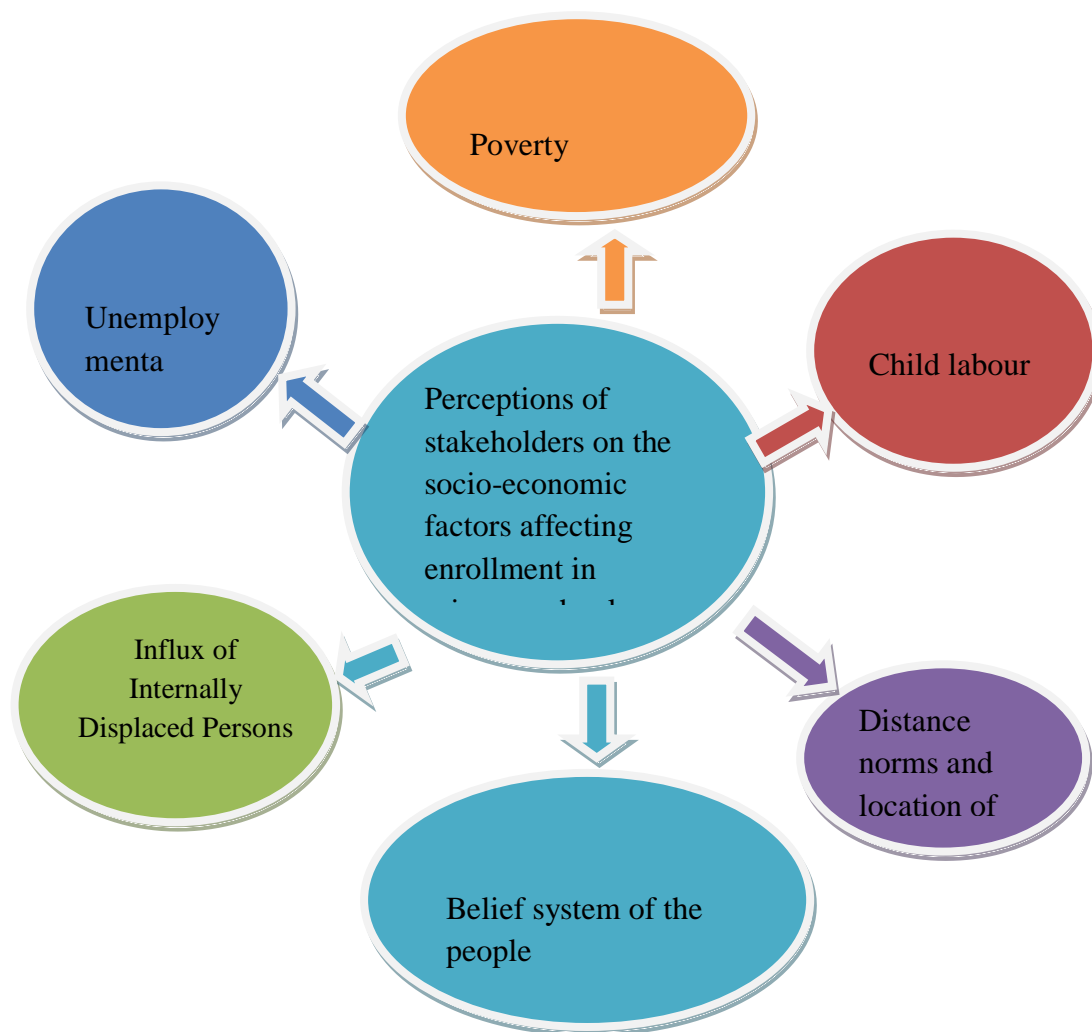 Poverty
Unemploy
menta
Child labour
Perceptions of
stakeholders on the
socio-economic
factors affecting
enrollment in
Influx of
Internally
Displaced Persons
Distance
norms and
location of
Belief system of the
people